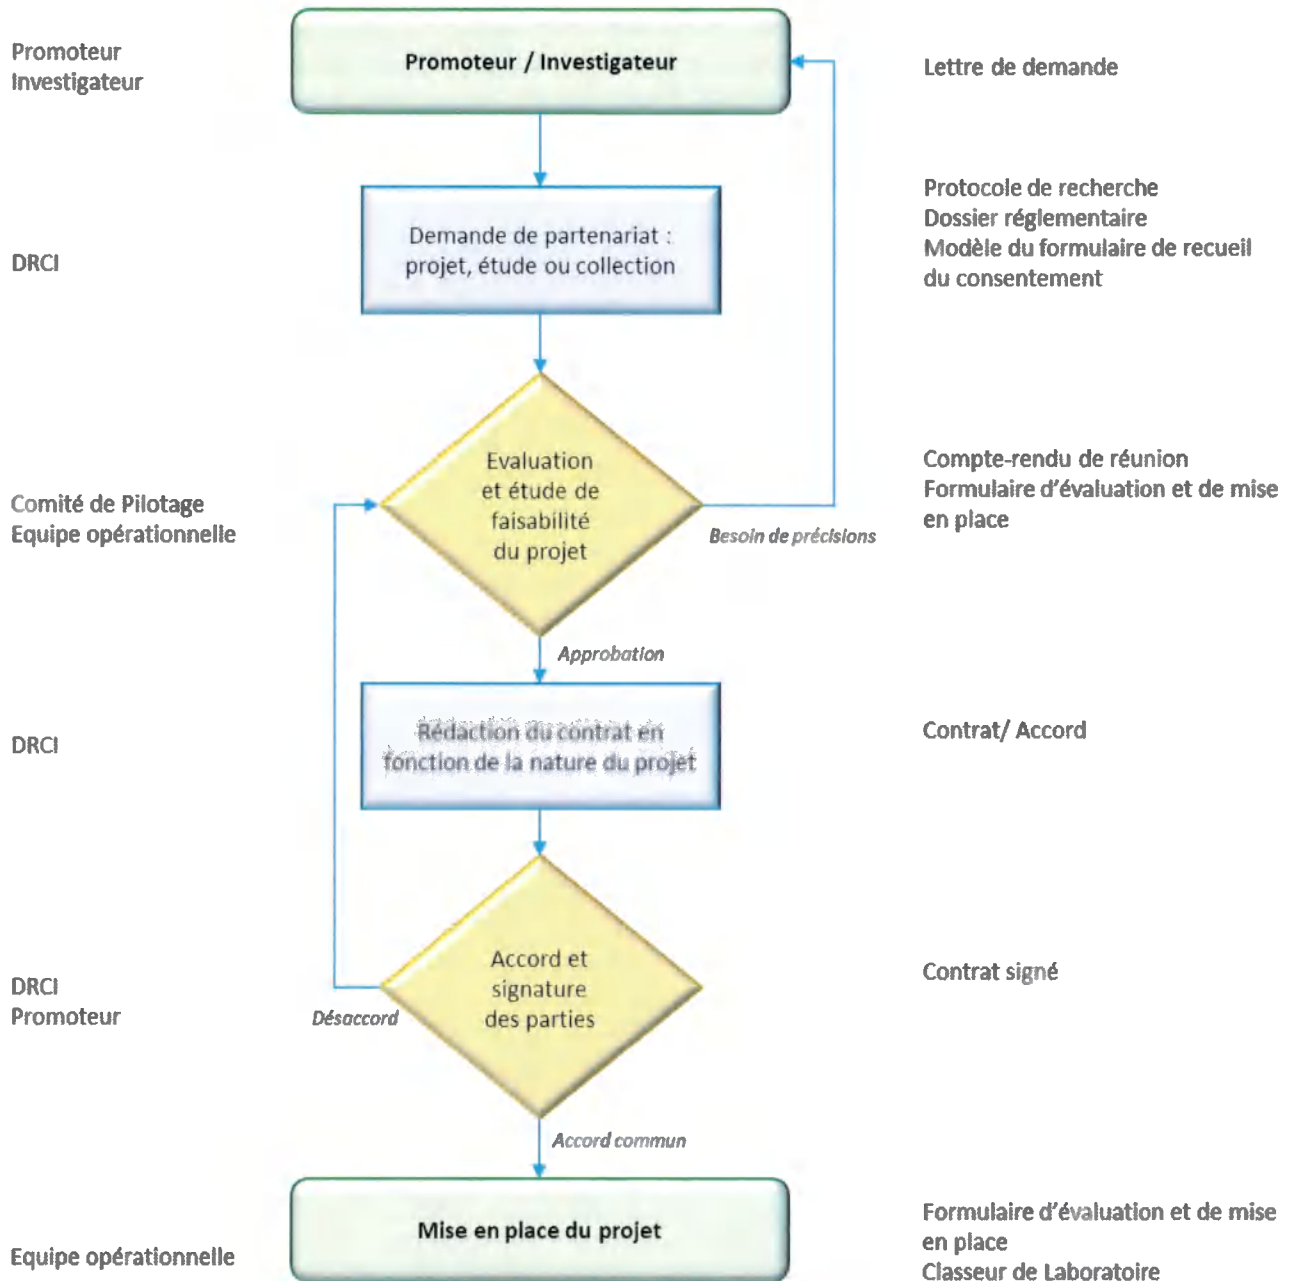 Promoteur
Investigateur
Promoteur / Investigateur
Lettre de demande
DRCI
Demande de partenariat :
projet, étude ou collection
Protocole de recherche
Dossier réglementaire
Modèle du formulaire de recueil
du consentement
Comité de Pilotage
Equipe opérationnelle
Evaluation
et étude de
faisabilité
du projet
Besoin de précisions
Compte-rendu de réunion
Formulaire d'évaluation et de mise
en place
Approbation
DRCI
Rédaction du contrat en
fonction de la nature du projet
Contrat/ Accord
DRCI
Promoteur
Désaccord
Accord et
signature
des parties
Contrat signé
Accord commun
Equipe opérationnelle
Mise en place du projet
Formulaire d'évaluation et de mise
en place
Classeur de Laboratoire